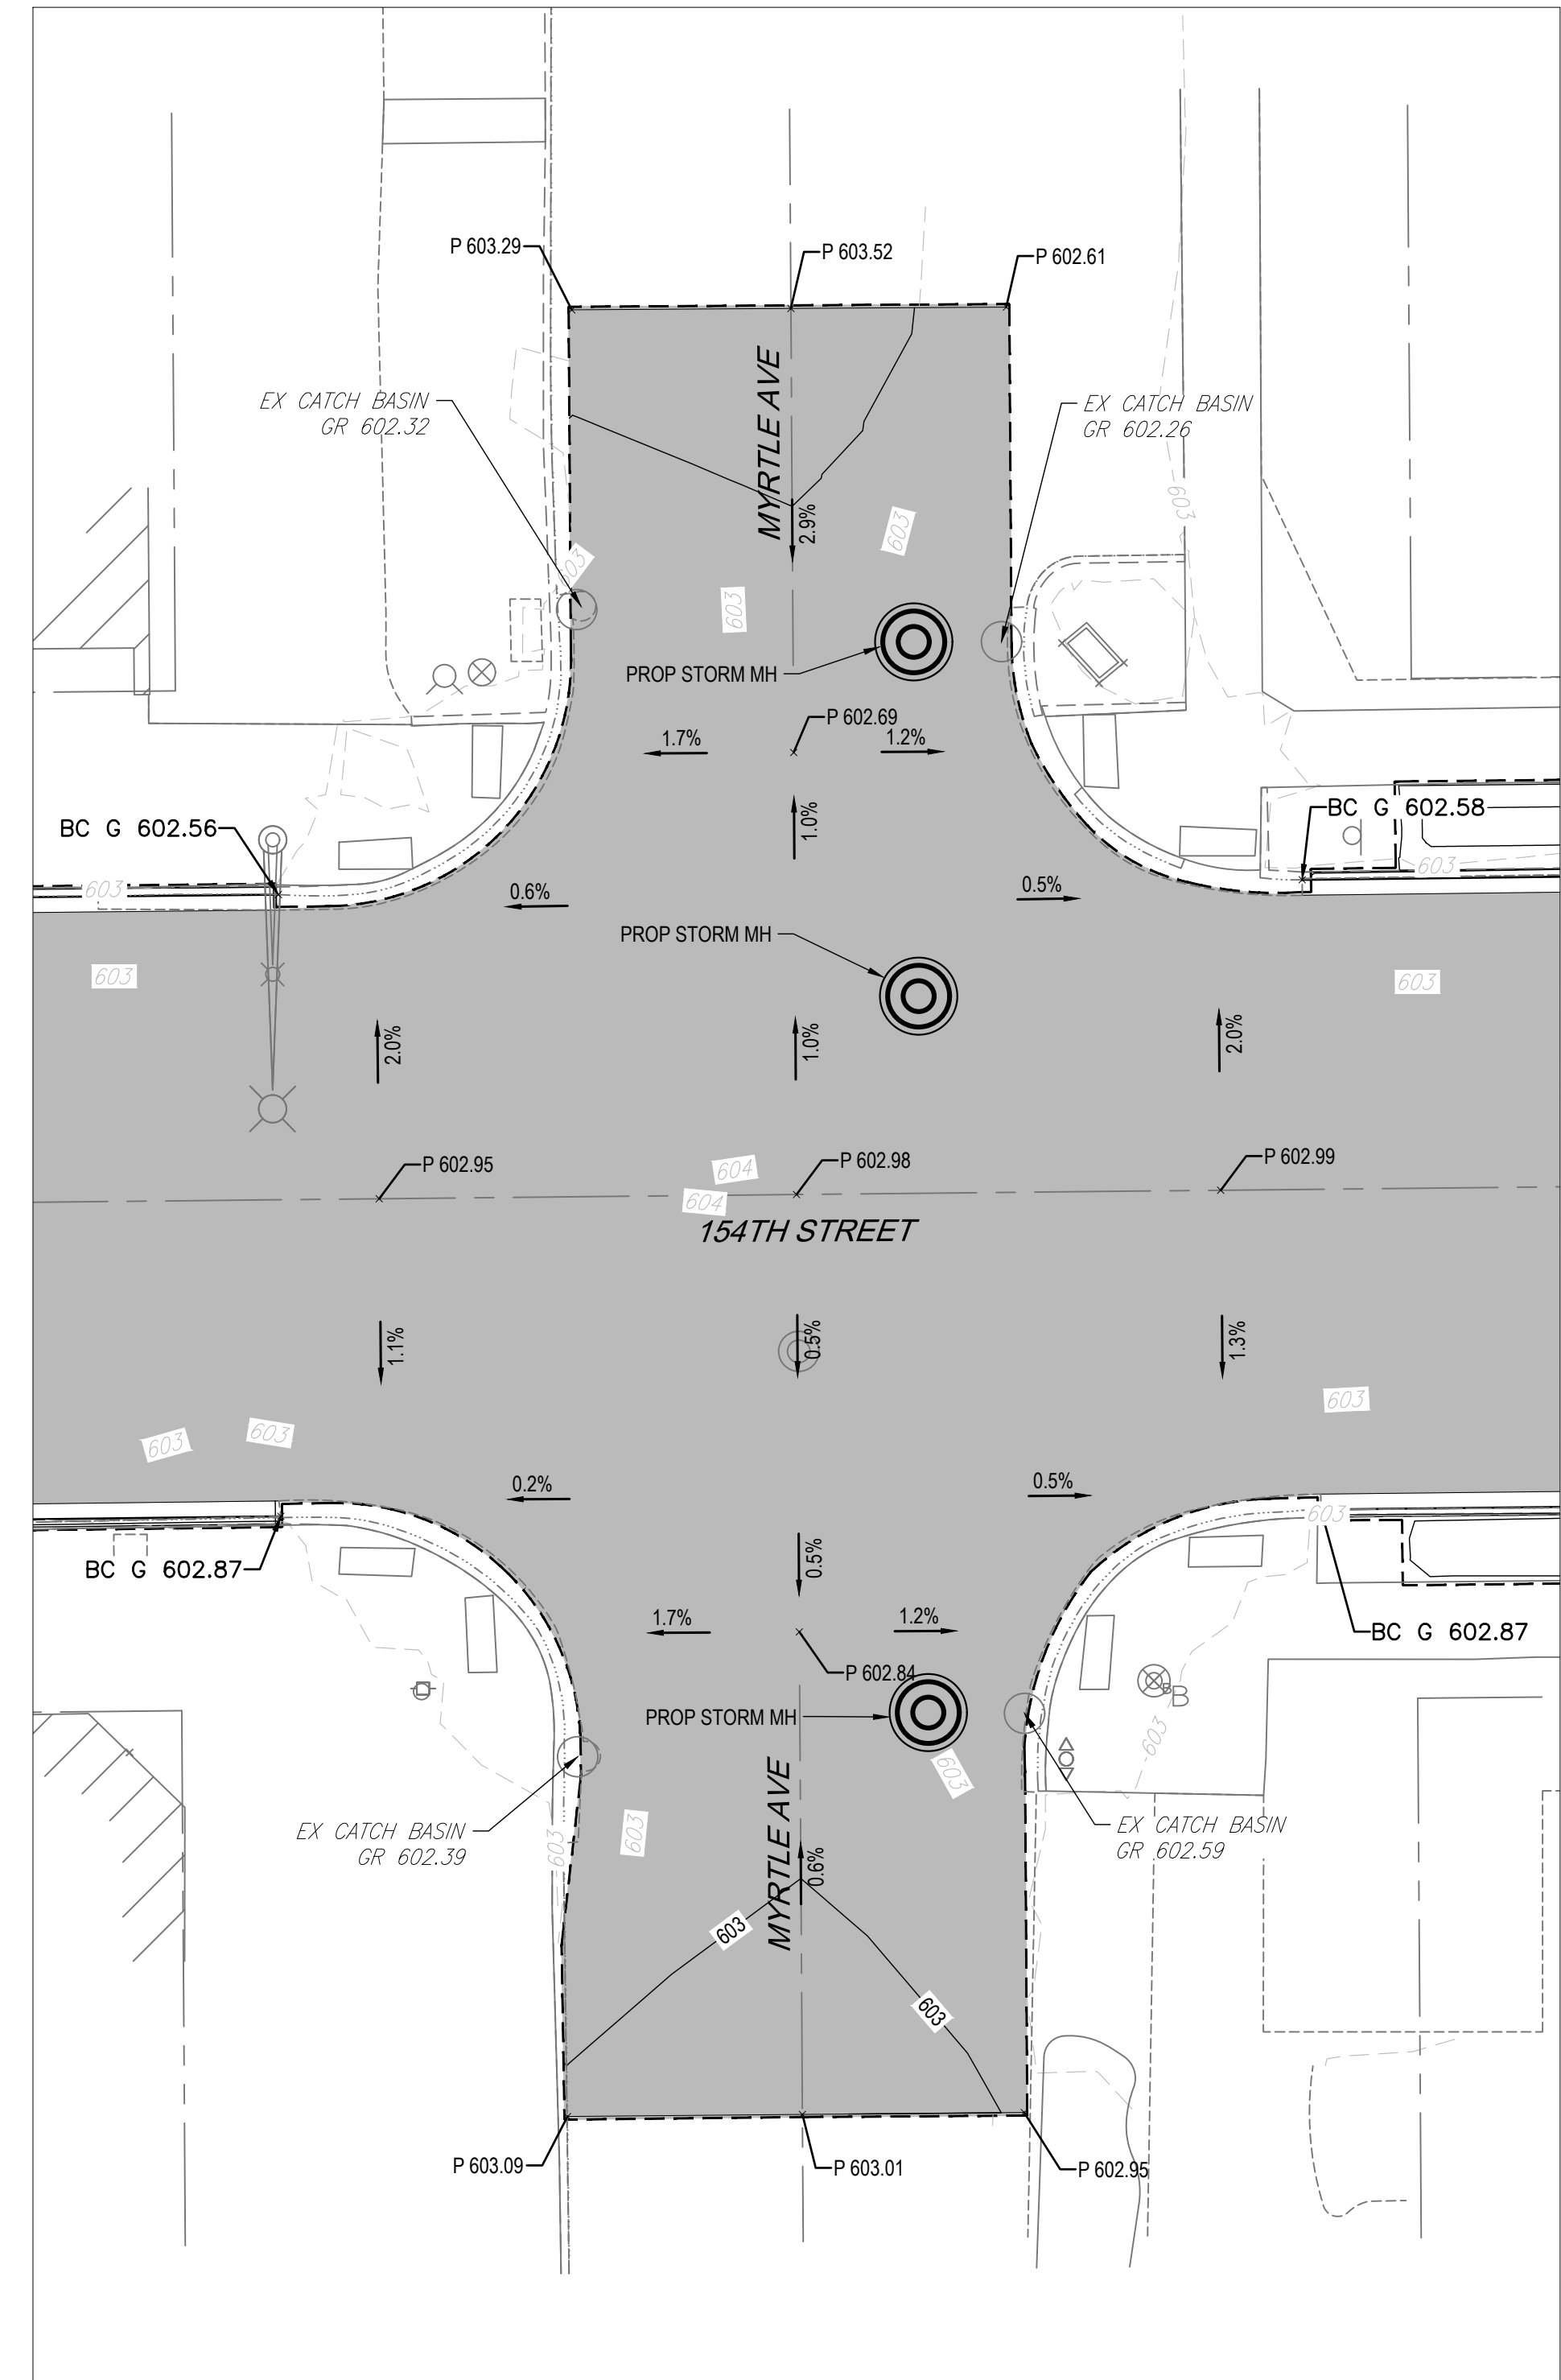 P 603.29
P 603.52
P 602.61
MYRTLE AVE
EX CATCH BASIN
GR 602.32
EX CATCH BASIN
GR 602.26
603
2.9%
603
603
603
PROP STORM MH
P 602.69
1.7%
1.2%
1.0%
BC G 602.56
BC G 602.58
603
603
0.6%
0.5%
PROP STORM MH
603
603
2.0%
1.0%
2.0%
P 602.95
604
P 602.98
P 602.99
604
154TH STREET
1.1%
0.5%
1.3%
603
603
603
0.2%
0.5%
603
BC G 602.87
0.5%
1.7%
1.2%
BC G 602.87
P 602.84
B
B
PROP STORM MH
603
603
MYRTLE AVE
603
603
EX CATCH BASIN
GR 602.39
EX CATCH BASIN
GR 602.59
0.6%
603
603
P 603.09
P 603.01
P 602.95